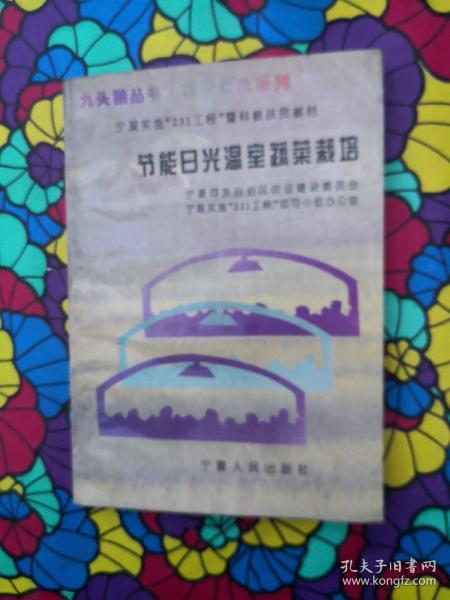 九头狼丛书
系列
宁夏实施“231工程”暨科教扶贫教材
节能日光温室蔬菜栽培
宁夏回族自治区农业建设委员会
宁夏实施“231工程”领导小组办公室
宁夏人民出版社
孔夫子旧书网
www.kongfz.com